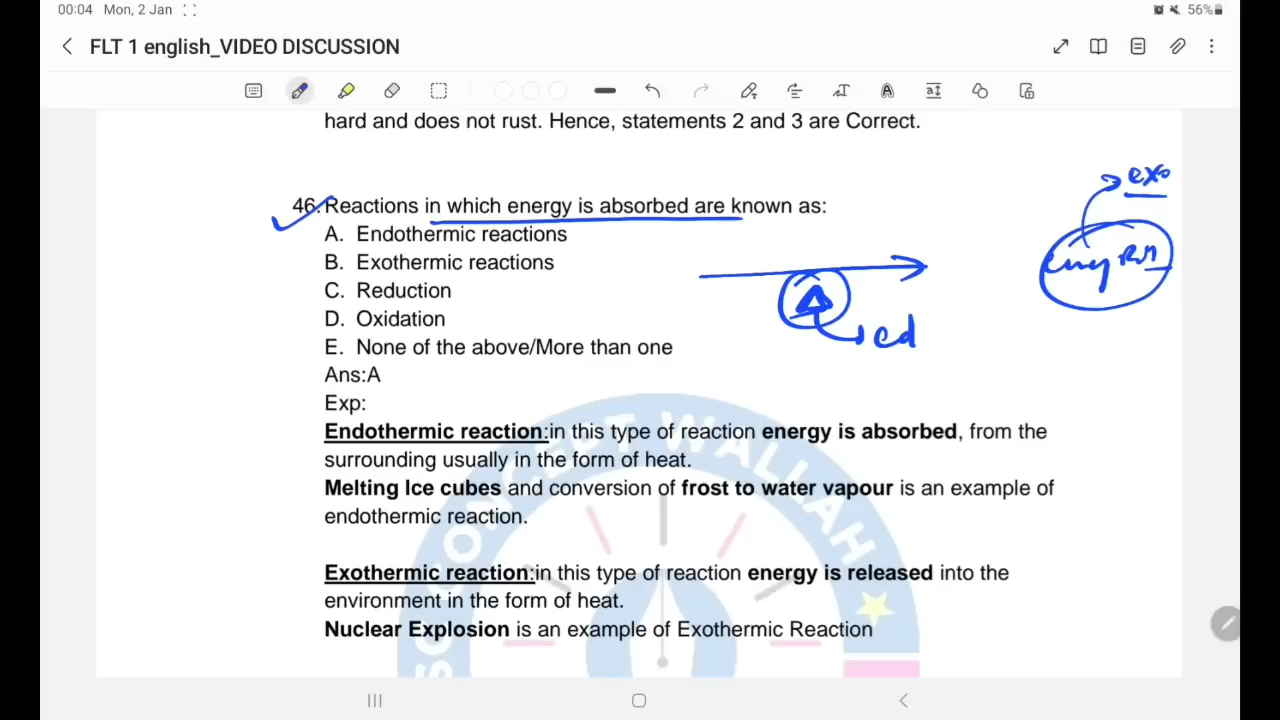 00:04 Mon, 2 Jan
56%
FLT 1 english_VIDEO DISCUSSION
hard and does not rust. Hence, statements 2 and 3 are Correct.
exo
46. Reactions in which energy is absorbed are known as:
A. Endothermic reactions
B. Exothermic reactions
C. Reduction
D. Oxidation
E. None of the above/More than one
Ans:A
Exp:
Endothermic reaction:in this type of reaction energy is absorbed, from the
surrounding usually in the form of heat.
Melting Ice cubes and conversion of frost to water vapour is an example of
endothermic reaction.
Exothermic reaction:in this type of reaction energy is released into the
environment in the form of heat.
Nuclear Explosion is an example of Exothermic Reaction
CONCEPT WALLAH